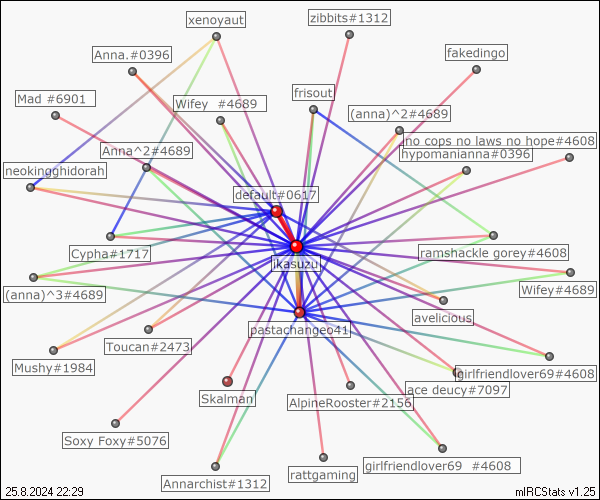 xenoyaut
zibbits#1312
Anna.#0396
fakedingo
Mad #6901
Wifey #4689
frisout
(anna)^2#4689
no cops no laws no hope#4608
Anna^2#4689
hypomanianna#0396
neokingghidorah
default#0617
Cypha#1717
ramshackle gorey#4608
jkasuzu
Wifey#4689
(anna)^3#4689
avelicious
pastachangeo41
Toucan#2473
Mushy#1984
girlfriendlover69#4608
ace deucy#7097
Skalman
AlpineRooster#2156
Soxy Foxy#5076
girlfriendlover69 #4608
rattgaming
Annarchist#1312
25.8.2024 22:29
mIRCStats v1.25